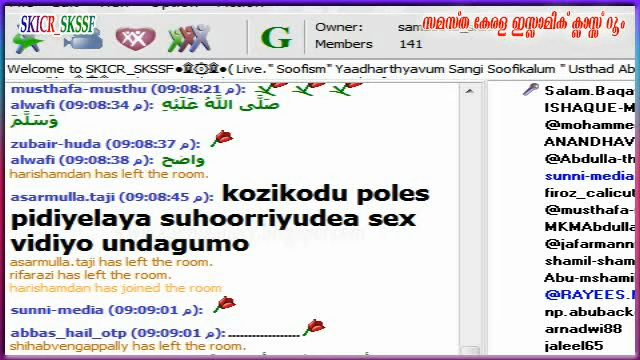 SKICR_SKSSF
സമസ്ത കേരള ഇസ്ലാമിക് ക്ലാസ്സ് റൂം
Owner:
Members 141
G
Welcome to SKICR_SKSSF●۩۞۩●(Live." Soofism" Yaadharthyavum Sangi Soofikalum " Usthad Ab
musthafa-musthu (09:08:21 م):
alwafi (09:08:34 م): صَلَّى اللَّهُ عَلَيْهِ
وَسَلَّمَ
zubair-huda (09:08:37 م):
alwafi (09:08:38 م): واضح
harishamdan has left the room.
asarmulla.taji (09:08:45 م): kozikodu poles
pidiyelaya suhoorriyudea sex
vidiyo undagumo
asarmulla.taji has left the room.
rifarazi has left the room.
harishamdan has joined the room
sunni-media (09:09:01 م):
abbas_hail_otp (09:09:01 م):..................
shihabvengappally has left the room.
Salam.Baqa
ISHAQUE-M
@mohamme
ANANDHAV
@Abdulla-th
sunni-media
firoz_calicut
@musthafa-
MKMAbdul
@jafarmann
shamil-sham
Abu-mshami
@RAYEES.
np.abuback
arnadwi88
jaleel65